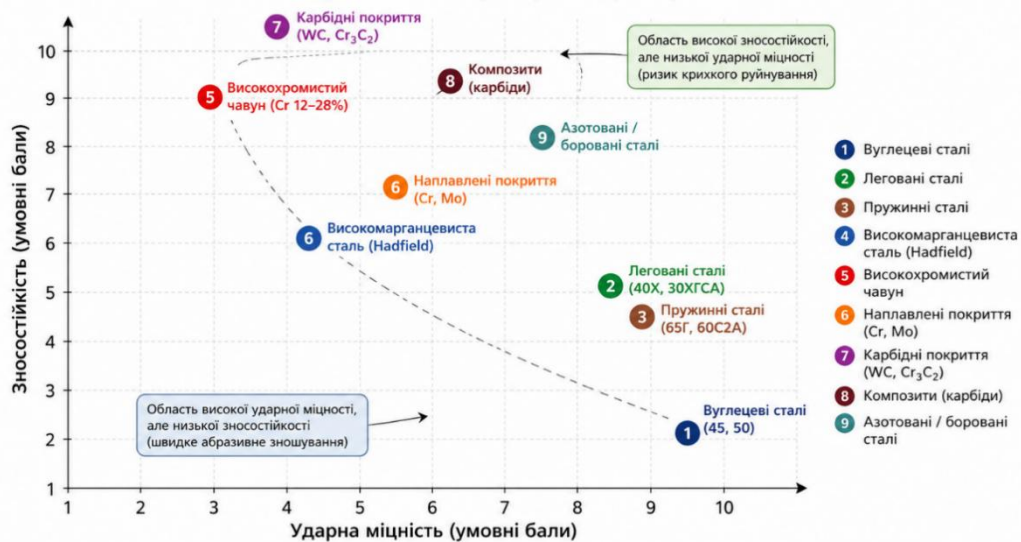 Карбідні покриття
(WC, Cr₃C₂)
7
Область високої зносостійкості,
але низької ударної міцності
(ризик крихкого руйнування)
Композити
(карбіди)
8
Високохромистий
чавун (Cr 12–28%)
5
Азотовані /
боровані сталі
9
Наплавлені покриття
(Cr, Mo)
6
Високомарганцевиста
сталь (Hadfield)
6
Леговані сталі
(40Х, 30ХГСА)
2
Пружинні сталі
(65Г, 60С2А)
3
Область високої ударної міцності,
але низької зносостійкості
(швидке абразивне зношування)
Вуглецеві сталі
(45, 50)
1
Зносостійкість (умовні бали)
10
9
8
7
6
5
4
3
2
1
1 2 3 4 5 6 7 8 9 10
Ударна міцність (умовні бали)
1 Вуглецеві сталі
2 Леговані сталі
3 Пружинні сталі
4 Високомарганцевиста
сталь (Hadfield)
5 Високохромистий
чавун
6 Наплавлені покриття
(Cr, Mo)
7 Карбідні покриття
(WC, Cr₃C₂)
8 Композити (карбіди)
9 Азотовані / боровані
сталі